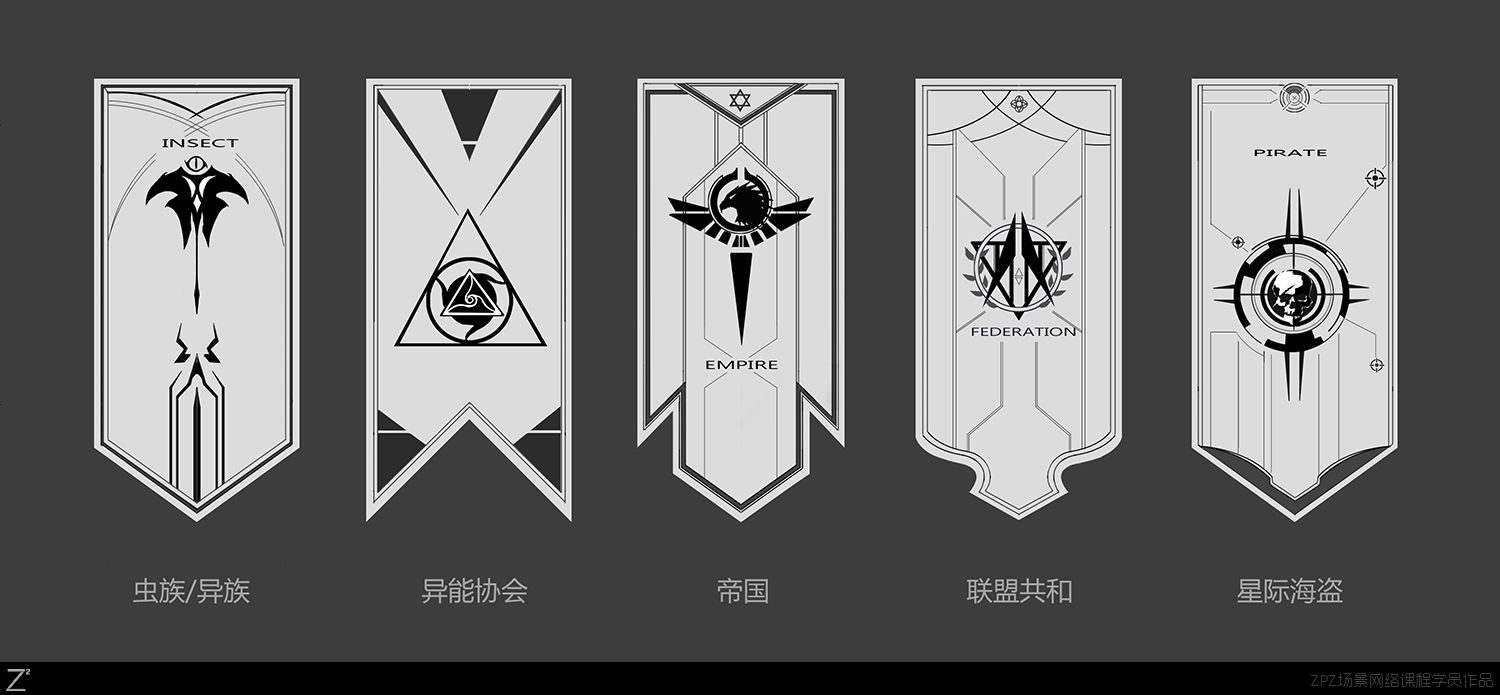 INSECT
PIRATE
FEDERATION
EMPIRE
虫族/异族
异能协会
帝国
联盟共和
星际海盗
Z²
ZPZ场景网络课程学员作品